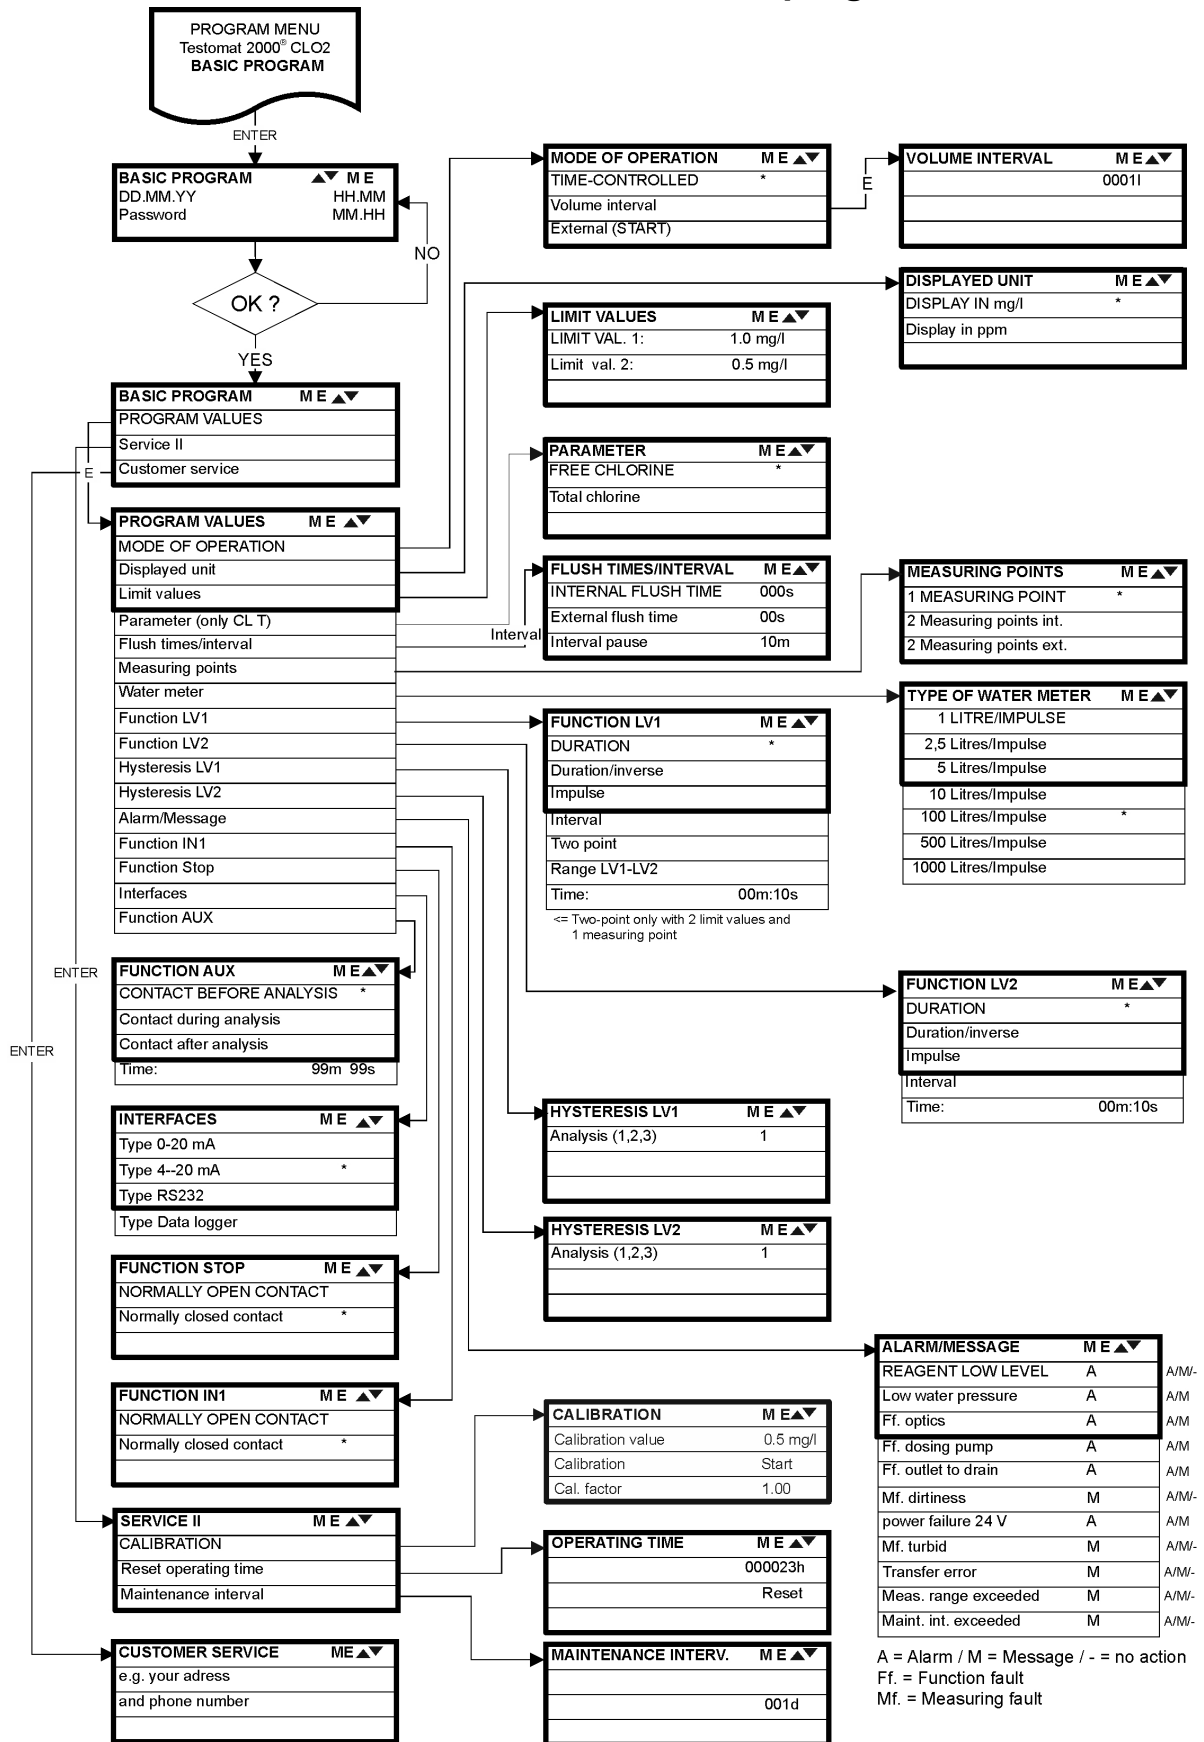 PROGRAM MENU
Testomat 2000® CLO2
BASIC PROGRAM
ENTER
BASIC PROGRAM ▲▼ M E
DD.MM.YY HH.MM
Password MM.HH
NO
OK ?
YES
BASIC PROGRAM M E ▲▼
PROGRAM VALUES
Service II
Customer service
E
PROGRAM VALUES M E ▲▼
MODE OF OPERATION
Displayed unit
Limit values
Parameter (only CL T)
Flush times/interval
Measuring points
Water meter
Function LV1
Function LV2
Hysteresis LV1
Hysteresis LV2
Alarm/Message
Function IN1
Function Stop
Interfaces
Function AUX
ENTER
ENTER
FUNCTION AUX M E ▲▼
CONTACT BEFORE ANALYSIS *
Contact during analysis
Contact after analysis
Time: 99m 99s
INTERFACES M E ▲▼
Type 0-20 mA
Type 4--20 mA *
Type RS232
Type Data logger
FUNCTION STOP M E ▲▼
NORMALLY OPEN CONTACT
Normally closed contact *
FUNCTION IN1 M E ▲▼
NORMALLY OPEN CONTACT
Normally closed contact *
SERVICE II M E ▲▼
CALIBRATION
Reset operating time
Maintenance interval
CUSTOMER SERVICE ME ▲▼
e.g. your adress
and phone number
MODE OF OPERATION M E ▲▼
TIME-CONTROLLED *
Volume interval
External (START)
E
VOLUME INTERVAL M E ▲▼
0001l
DISPLAYED UNIT M E ▲▼
DISPLAY IN mg/l *
Display in ppm
LIMIT VALUES M E ▲▼
LIMIT VAL. 1: 1.0 mg/l
Limit val. 2: 0.5 mg/l
PARAMETER M E ▲▼
FREE CHLORINE *
Total chlorine
Interval
FLUSH TIMES/INTERVAL M E ▲▼
INTERNAL FLUSH TIME 000s
External flush time 00s
Interval pause 10m
MEASURING POINTS M E ▲▼
1 MEASURING POINT *
2 Measuring points int.
2 Measuring points ext.
TYPE OF WATER METER M E ▲▼
1 LITRE/IMPULSE
2,5 Litres/Impulse
5 Litres/Impulse
10 Litres/Impulse
100 Litres/Impulse *
500 Litres/Impulse
1000 Litres/Impulse
FUNCTION LV1 M E ▲▼
DURATION *
Duration/inverse
Impulse
Interval
Two point
Range LV1-LV2
Time: 00m:10s
<= Two-point only with 2 limit values and
1 measuring point
FUNCTION LV2 M E ▲▼
DURATION *
Duration/inverse
Impulse
Interval
Time: 00m:10s
HYSTERESIS LV1 M E ▲▼
Analysis (1,2,3) 1
HYSTERESIS LV2 M E ▲▼
Analysis (1,2,3) 1
ALARM/MESSAGE M E ▲▼
REAGENT LOW LEVEL A A/M/-
Low water pressure A A/M
Ff. optics A A/M
Ff. dosing pump A A/M
Ff. outlet to drain A A/M
Mf. dirtiness M A/M/-
power failure 24 V A A/M
Mf. turbid M A/M/-
Transfer error M A/M/-
Meas. range exceeded M A/M/-
Maint. int. exceeded M A/M/-
A = Alarm / M = Message / - = no action
Ff. = Function fault
Mf. = Measuring fault
CALIBRATION M E ▲▼
Calibration value 0.5 mg/l
Calibration Start
Cal. factor 1.00
OPERATING TIME M E ▲▼
000023h
Reset
MAINTENANCE INTERV. M E ▲▼
001d